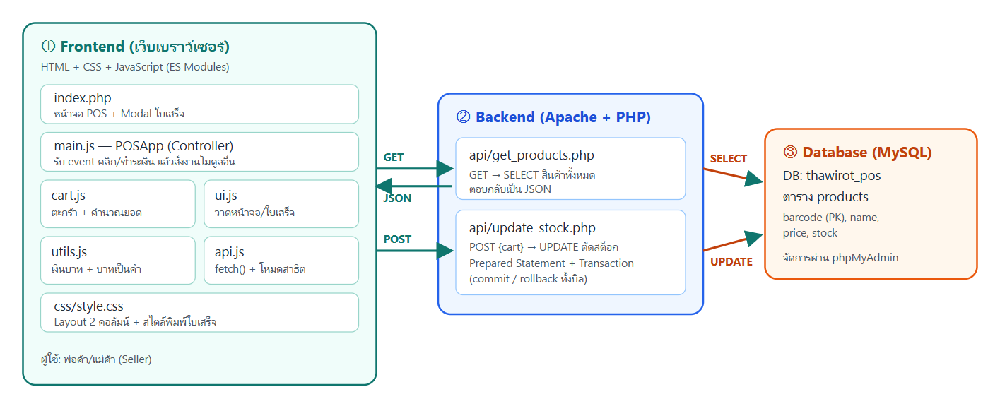 ① Frontend (เว็บเบราว์เซอร์)
HTML + CSS + JavaScript (ES Modules)
index.php
หน้าจอ POS + Modal ใบเสร็จ
main.js — POSApp (Controller)
รับ event คลิก/ชำระเงิน แล้วสั่งงานโมดูลอื่น
cart.js
ตะกร้า + คำนวณยอด
ui.js
วาดหน้าจอ/ใบเสร็จ
utils.js
เงินบาท + บาทเป็นคำ
api.js
fetch() + โหมดสาธิต
css/style.css
Layout 2 คอลัมน์ + สไตล์พิมพ์ใบเสร็จ
ผู้ใช้: พ่อค้า/แม่ค้า (Seller)
GET
JSON
POST
② Backend (Apache + PHP)
api/get_products.php
GET → SELECT สินค้าทั้งหมด
ตอบกลับเป็น JSON
api/update_stock.php
POST {cart} → UPDATE ตัดสต็อก
Prepared Statement + Transaction
(commit / rollback ทั้งบิล)
SELECT
UPDATE
③ Database (MySQL)
DB: thawirot_pos
ตาราง products
barcode (PK), name,
price, stock
จัดการผ่าน phpMyAdmin